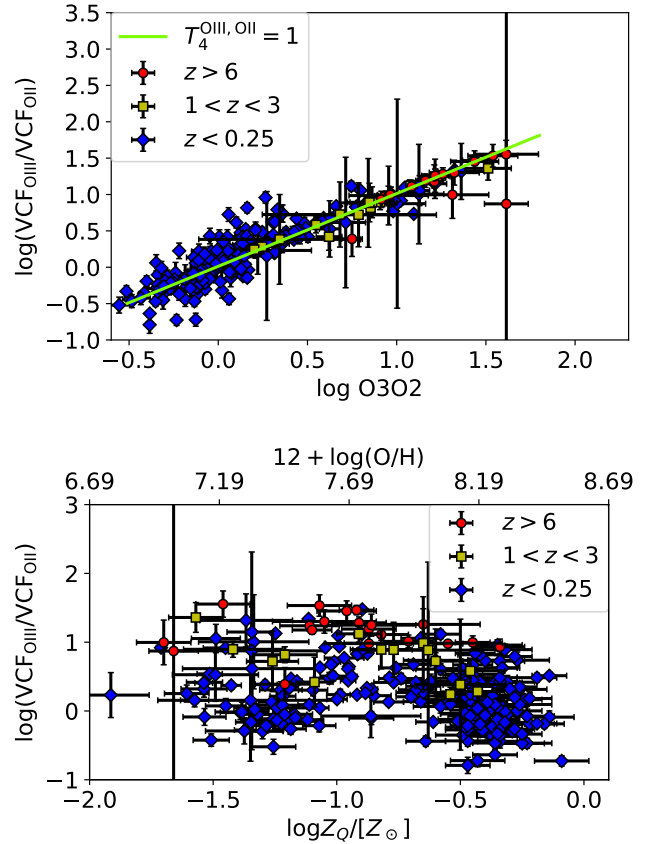 3.5
3.0
2.5
2.0
1.5
1.0
0.5
0.0
−0.5
−1.0
log(VCF_OIII/VCF_OII)
T_4^{OIII, OII} = 1
z > 6
1 < z < 3
z < 0.25
−0.5 0.0 0.5 1.0 1.5 2.0
log O3O2
12 + log(O/H)
6.69 7.19 7.69 8.19 8.69
3
2
1
0
−1
log(VCF_OIII/VCF_OII)
z > 6
1 < z < 3
z < 0.25
−2.0 −1.5 −1.0 −0.5 0.0
logZ_Q/[Z_⊙]